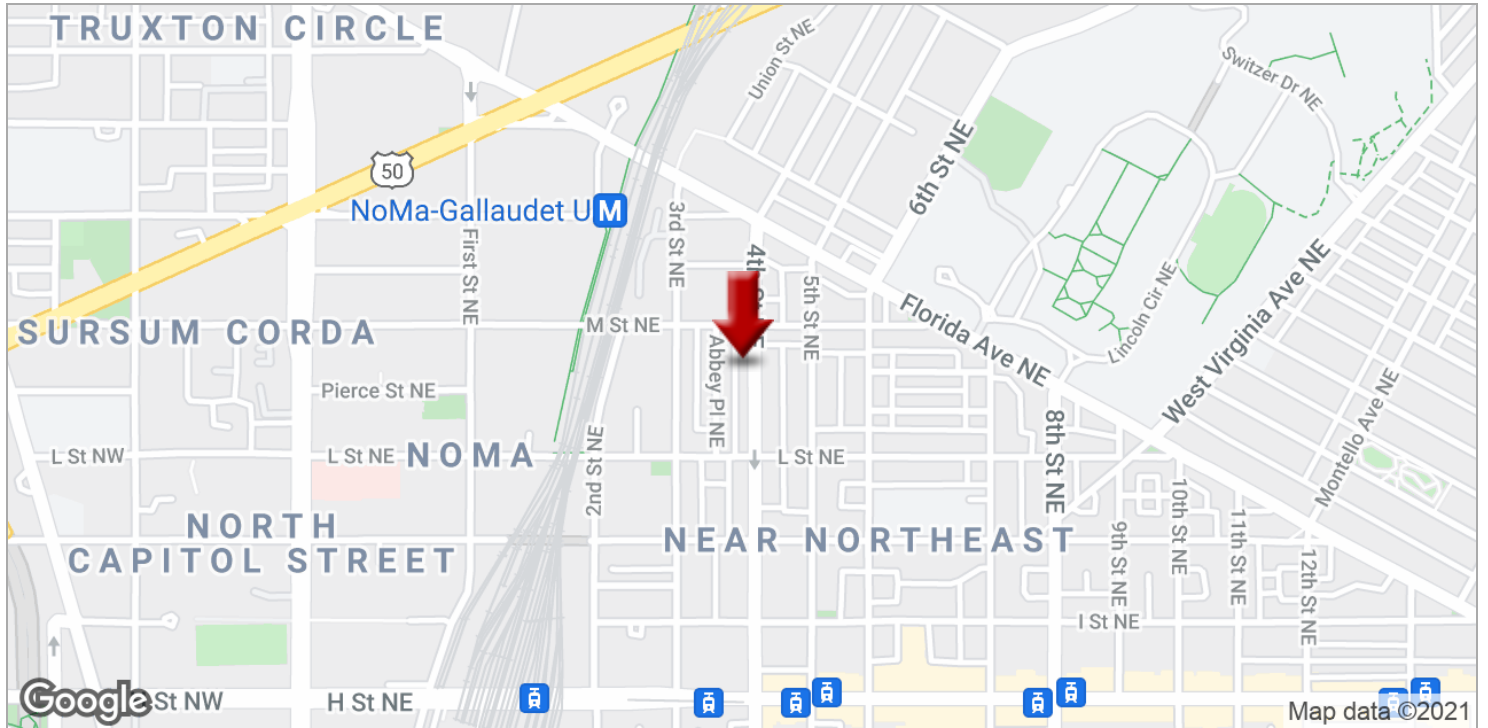 TRUXTON CIRCLE
Union St NE
Switzer Dr NE
50
6th St NE
NoMa-Gallaudet U
M
3rd St NE
First St NE
4th St NE
5th St NE
Florida Ave NE
Lincoln Cir NE
West Virginia Ave NE
SURSUM CORDA
M St NE
Abbey Pl NE
Pierce St NE
Montello Ave NE
8th St NE
L St NW
L St NE
NOMA
L St NE
2nd St NE
10th St NE
11th St NE
9th St NE
12th St NE
NORTH
CAPITOL STREET
NEAR NORTHEAST
I St NE
Google
St NW
H St NE
Map data ©2021